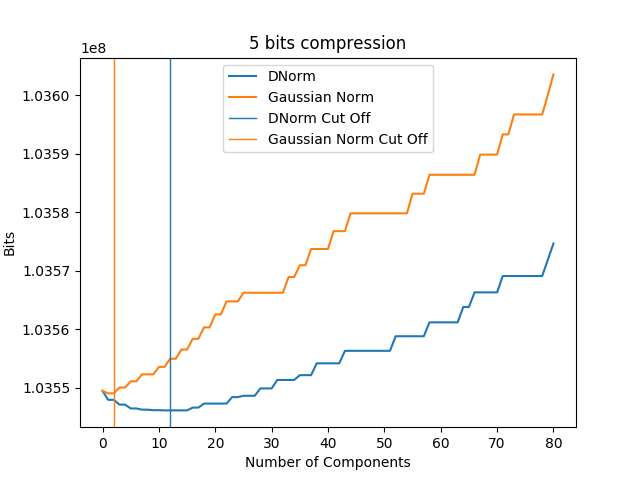 5 bits compression
1e8
DNorm
Gaussian Norm
DNorm Cut Off
Gaussian Norm Cut Off
1.0360
1.0359
1.0358
1.0357
1.0356
1.0355
Bits
0 10 20 30 40 50 60 70 80
Number of Components